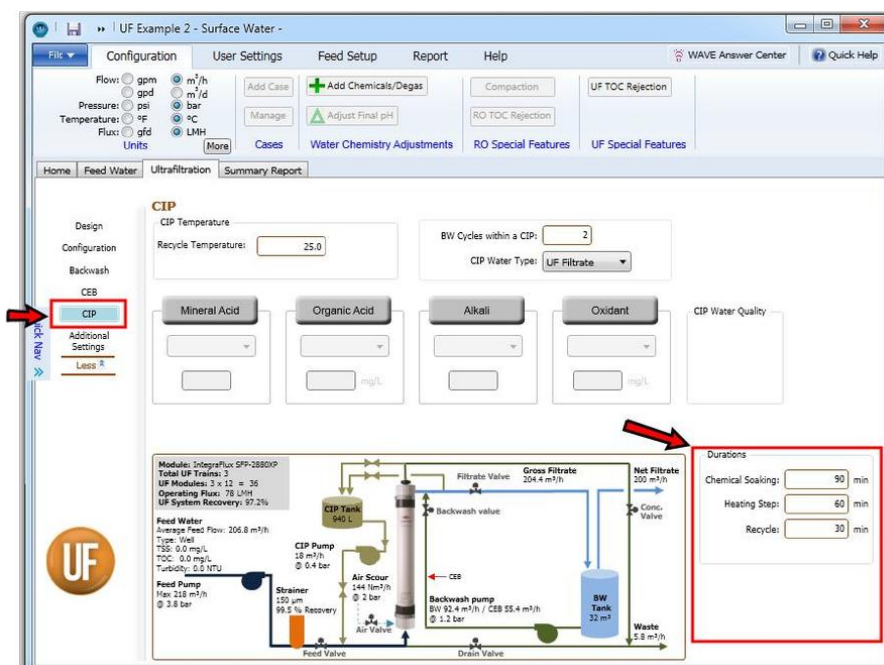 UF Example 2 - Surface Water -
File Configuration User Settings Feed Setup Report Help WAVE Answer Center Quick Help
Flow: gpm m³/h
gpd m³/d
Pressure: psi bar
Temperature: ºF ºC
Flux: gfd LMH
Units More
Add Case
Manage
Cases
Add Chemicals/Degas
Adjust Final pH
Water Chemistry Adjustments
Compaction
RO TOC Rejection
RO Special Features
UF TOC Rejection
UF Special Features
Home Feed Water Ultrafiltration Summary Report
Design
Configuration
Backwash
CEB
CIP
Additional
Settings
Less
CIP
CIP Temperature
Recycle Temperature: 25.0
BW Cycles within a CIP: 2
CIP Water Type: UF Filtrate
Mineral Acid
Organic Acid
mg/L
Alkali
Oxidant
mg/L
CIP Water Quality
UF
Module: IntegraFlux SFP-2880XP
Total UF Trains: 3
UF Modules: 3 x 12 = 36
Operating Flux: 78 LMH
UF System Recovery: 97.2%
Feed Water
Average Feed Flow: 206.8 m³/h
Type: Well
TSS: 0.0 mg/L
TOC: 0.0 mg/L
Turbidity: 0.0 NTU
Feed Pump
Max 218 m³/h
@ 3.8 bar
Strainer
150 µm
99.5 % Recovery
CIP Tank
940 L
CIP Pump
18 m³/h
@ 0.4 bar
Air Scour
144 Nm³/h
@ 2 bar
Air Valve
Feed Valve
Filtrate Valve
Gross Filtrate
204.4 m³/h
Net Filtrate
200 m³/h
Backwash value
Conc.
Valve
CEB
Backwash pump
BW 92.4 m³/h / CEB 55.4 m³/h
@ 1.2 bar
BW
Tank
32 m³
Waste
5.8 m³/h
Drain Valve
Durations
Chemical Soaking: 90 min
Heating Step: 60 min
Recycle: 30 min